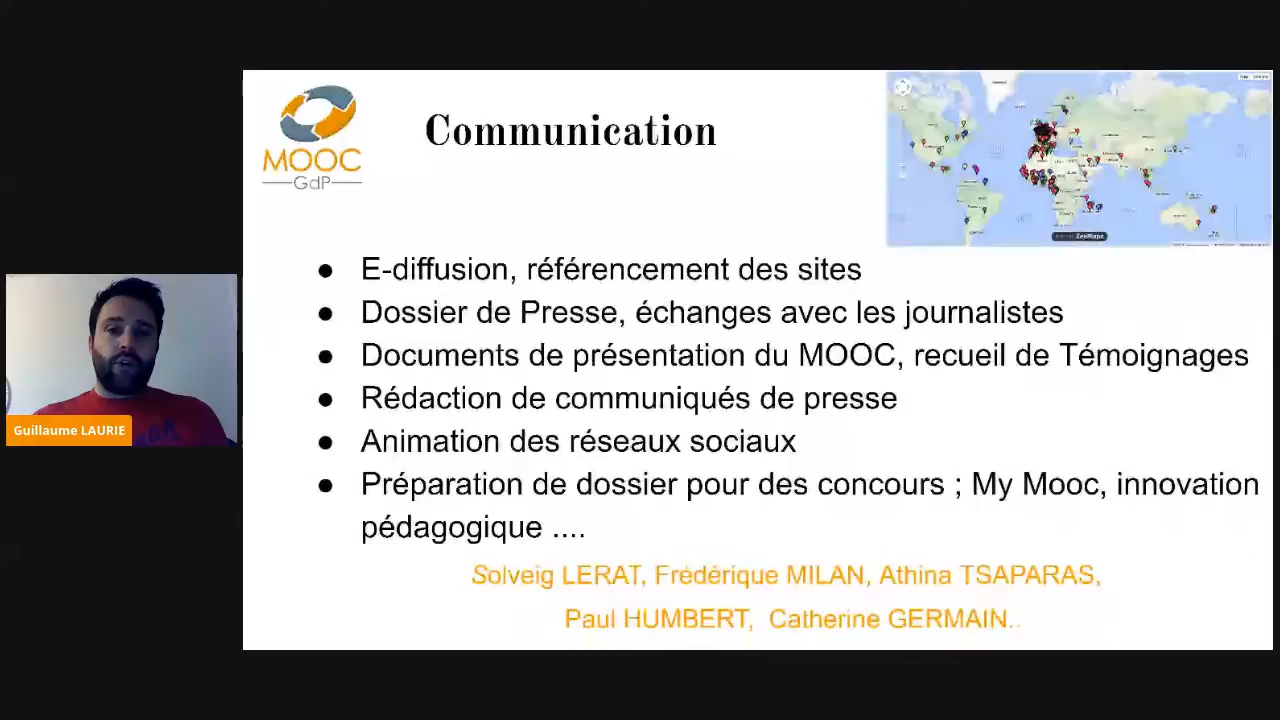 MOOC
GdP
Communication
ZeeMaps
● E-diffusion, référencement des sites
● Dossier de Presse, échanges avec les journalistes
● Documents de présentation du MOOC, recueil de Témoignages
● Rédaction de communiqués de presse
● Animation des réseaux sociaux
● Préparation de dossier pour des concours ; My Mooc, innovation
pédagogique ....
Solveig LERAT, Frédérique MILAN, Athina TSAPARAS,
Paul HUMBERT, Catherine GERMAIN..
Guillaume LAURIE